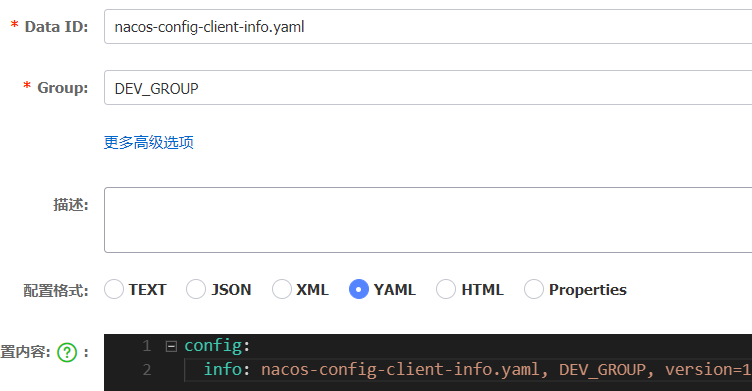 * Data ID: nacos-config-client-info.yaml
* Group: DEV_GROUP
更多高级选项
描述:
配置格式: TEXT JSON XML YAML HTML Properties
置内容: ? :
1 config:
2 info: nacos-config-client-info.yaml, DEV_GROUP, version=1